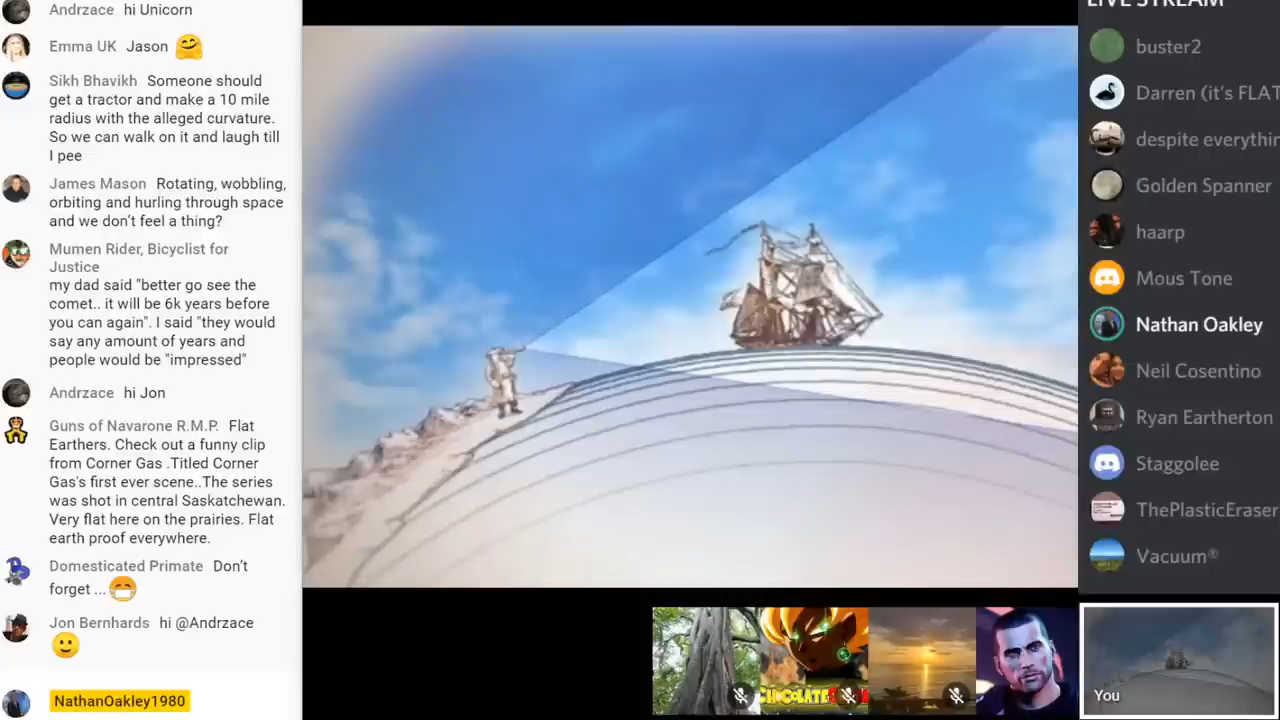 Andrzace hi Unicorn
Emma UK Jason
Sikh Bhavikh Someone should
get a tractor and make a 10 mile
radius with the alleged curvature.
So we can walk on it and laugh till
I pee
James Mason Rotating, wobbling,
orbiting and hurling through space
and we don't feel a thing?
Mumen Rider, Bicyclist for
Justice
my dad said "better go see the
comet.. it will be 6k years before
you can again". I said "they would
say any amount of years and
people would be "impressed"
Andrzace hi Jon
Guns of Navarone R.M.P. Flat
Earthers. Check out a funny clip
from Corner Gas .Titled Corner
Gas's first ever scene..The series
was shot in central Saskatchewan.
Very flat here on the prairies. Flat
earth proof everywhere.
Domesticated Primate Don't
forget ...
Jon Bernhards hi @Andrzace
NathanOakley1980
LIVE STREAM
buster2
Darren (it's FLAT
despite everythin
Golden Spanner
haarp
Mous Tone
Nathan Oakley
Neil Cosentino
Ryan Eartherton
Staggolee
ThePlasticEraser
Vacuum®
You